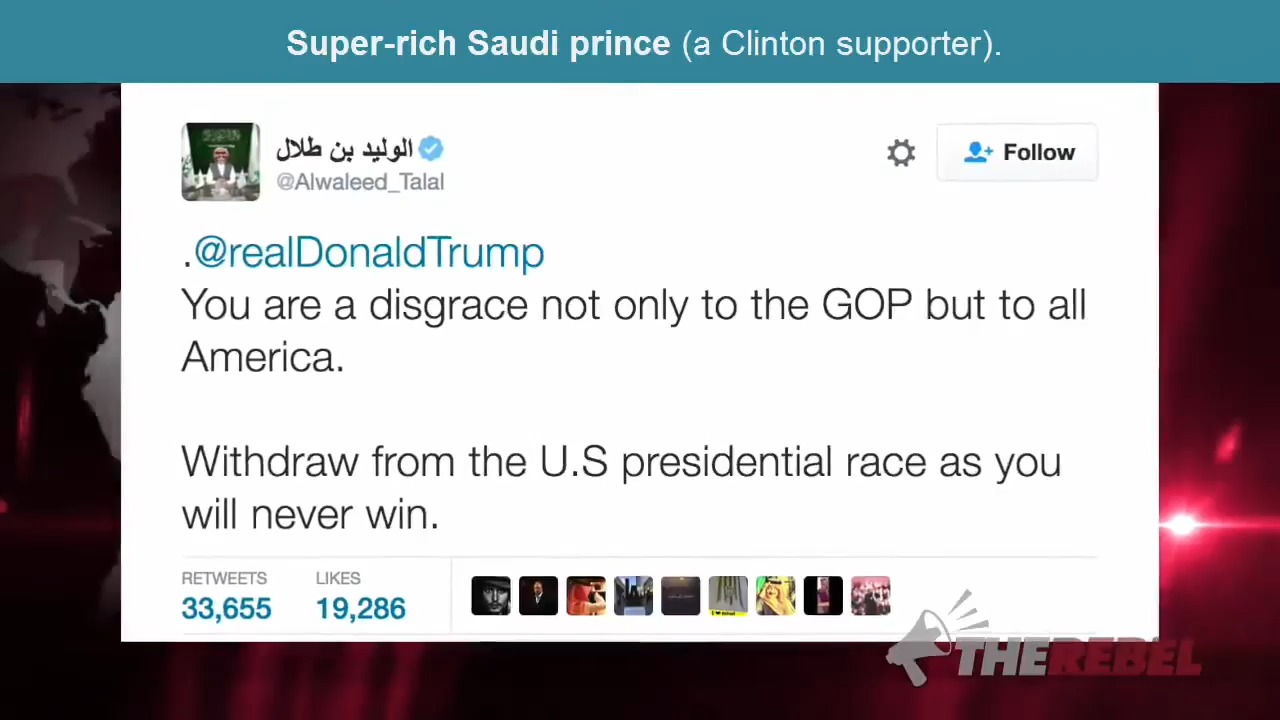 Super-rich Saudi prince (a Clinton supporter).
الوليد بن طلال
@Alwaleed_Talal
Follow
.@realDonaldTrump
You are a disgrace not only to the GOP but to all
America.
Withdraw from the U.S presidential race as you
will never win.
RETWEETS LIKES
33,655 19,286
THEREBEL